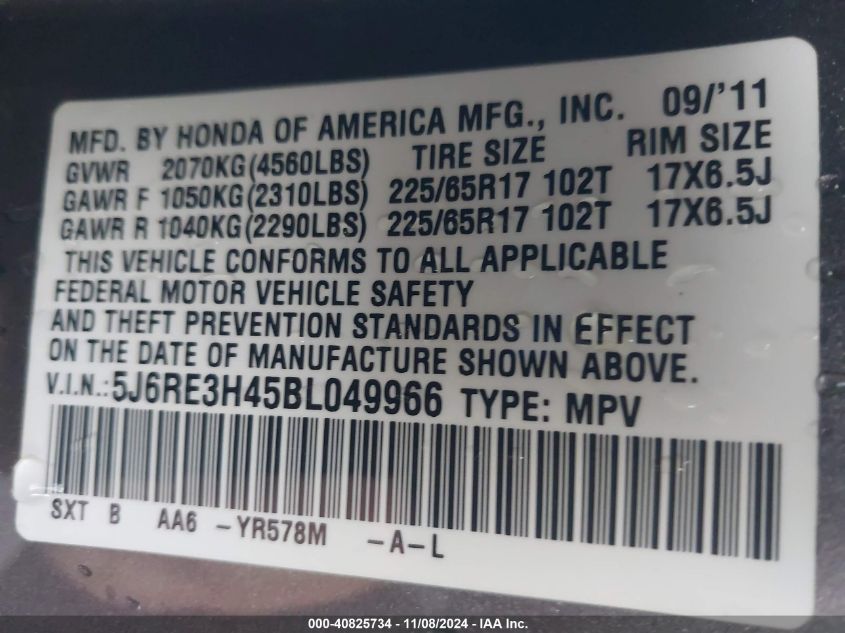 MFD. BY HONDA OF AMERICA MFG., INC. 09/'11
GVWR 2070KG(4560LBS) TIRE SIZE RIM SIZE
GAWR F 1050KG(2310LBS) 225/65R17 102T 17X6.5J
GAWR R 1040KG(2290LBS) 225/65R17 102T 17X6.5J
THIS VEHICLE CONFORMS TO ALL APPLICABLE
FEDERAL MOTOR VEHICLE SAFETY
AND THEFT PREVENTION STANDARDS IN EFFECT
ON THE DATE OF MANUFACTURE SHOWN ABOVE.
V.I.N.:5J6RE3H45BL049966 TYPE: MPV
SXT B AA6 -YR578M -A-L
000-40825734 - 11/08/2024 - IAA Inc.